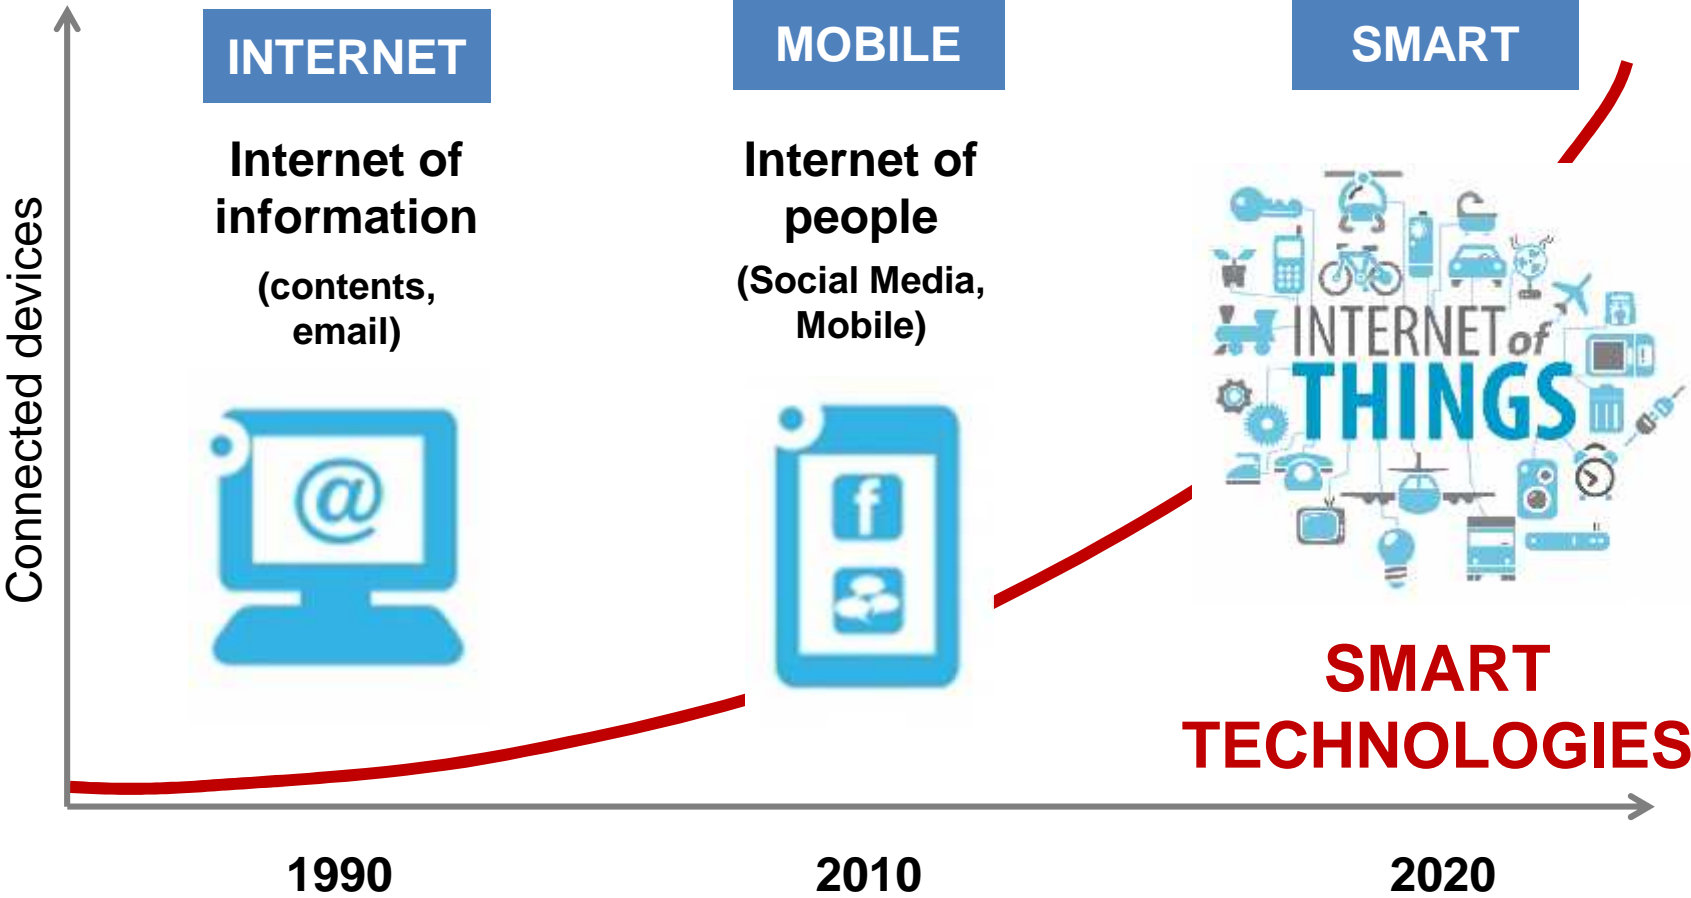 INTERNET
MOBILE
SMART
Internet of
information
(contents,
email)
Internet of
people
(Social Media,
Mobile)
Connected devices
@
f
INTERNET of
THINGS
SMART
TECHNOLOGIES
1990
2010
2020